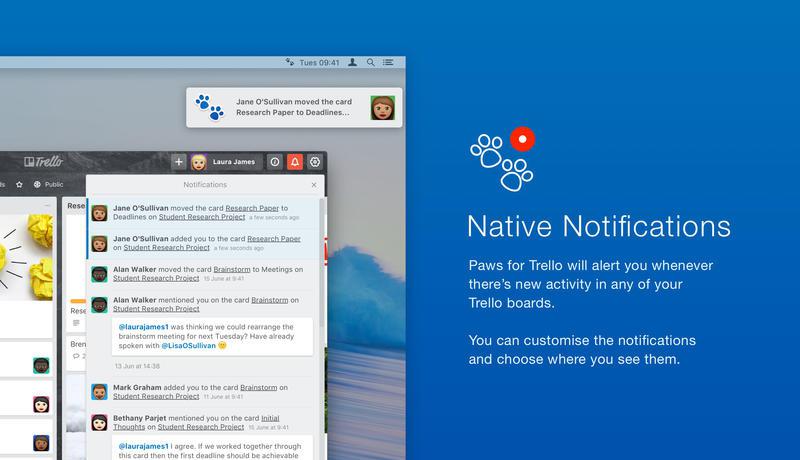 Tues 09:41
Jane O'Sullivan moved the card
Research Paper to Deadlines...
Trello
Laura James
Public
Notifications
Jane O'Sullivan moved the card Research Paper to
Deadlines on Student Research Project a few seconds ago
Jane O'Sullivan added you to the card Research Paper
on Student Research Project a few seconds ago
Alan Walker moved the card Brainstorm to Meetings on
Student Research Project 15 June at 9:41
Alan Walker mentioned you on the card Brainstorm on
Student Research Project
@laurajames1 was thinking we could rearrange the
brainstorm meeting for next Tuesday? Have already
spoken with @LisaOSullivan 🙂
13 Jun at 14:38
Mark Graham added you to the card Brainstorm on
Student Research Project 11 June at 9:41
Bethany Parjet mentioned you on the card Initial
Thoughts on Student Research Project 15 June at 9:41
@laurajames1 I agree. If we worked together through
this card then the first deadline should be achievable
Native Notifications
Paws for Trello will alert you whenever
there's new activity in any of your
Trello boards.
You can customise the notifications
and choose where you see them.